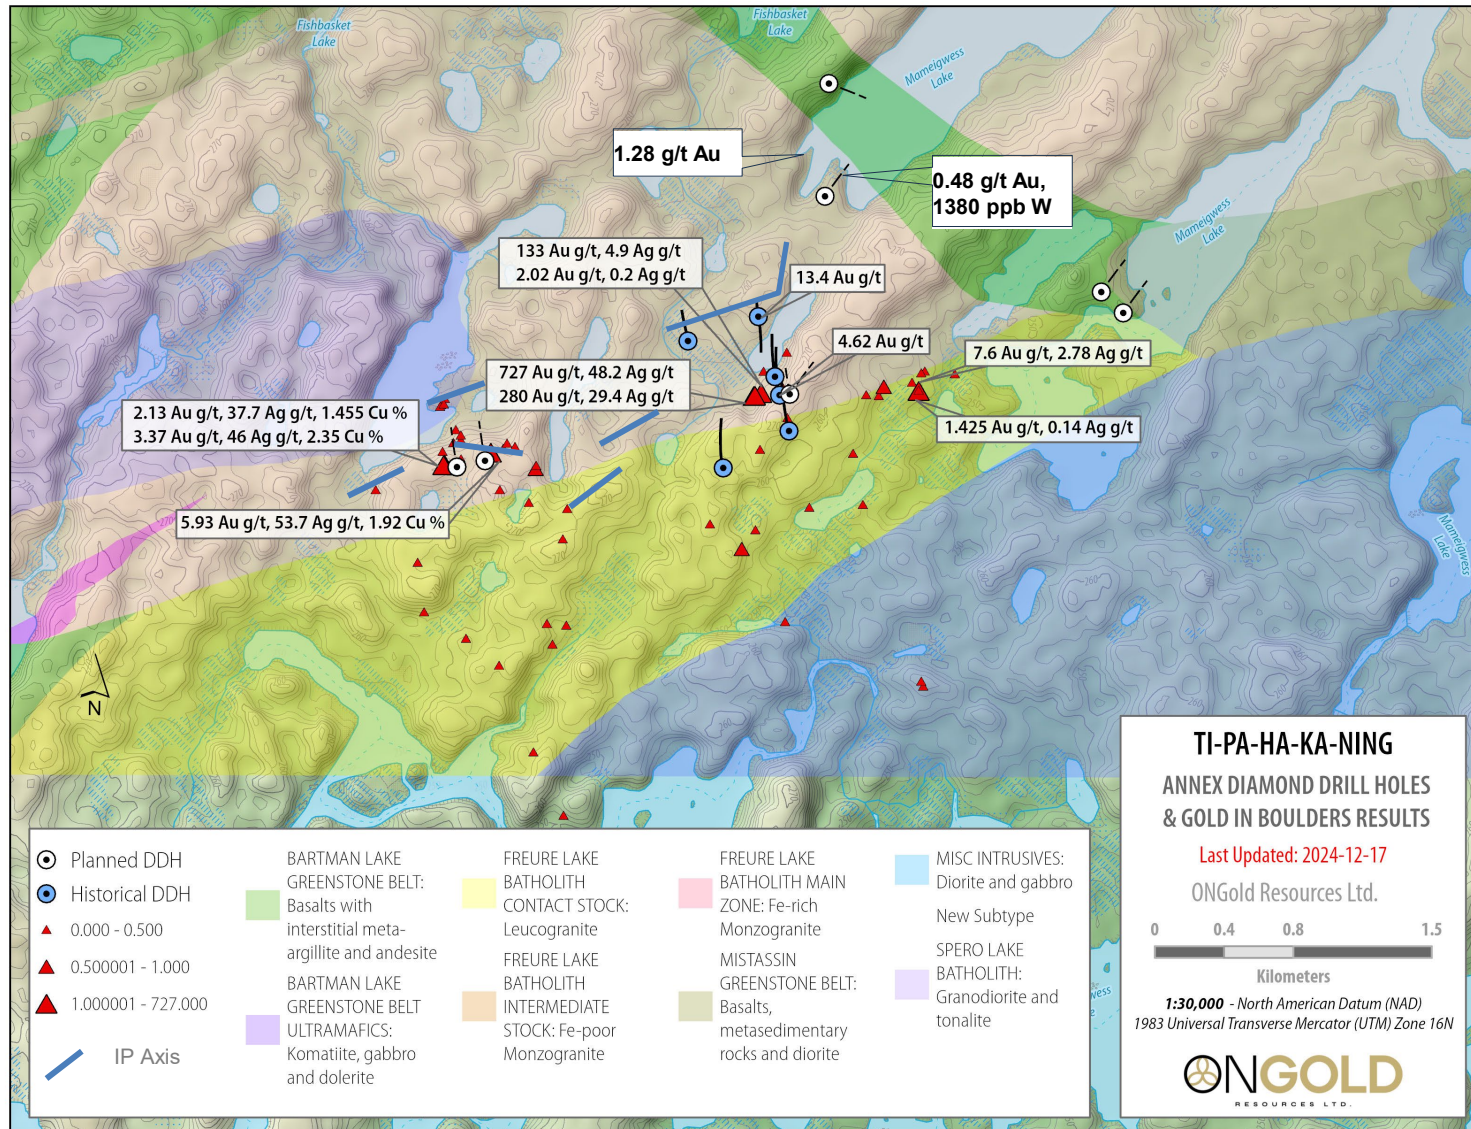 Fishbasket
Lake
Fishbasket
Lake
Mameigwess
Lake
1.28 g/t Au
0.48 g/t Au,
1380 ppb W
Mameigwess
Lake
133 Au g/t, 4.9 Ag g/t
2.02 Au g/t, 0.2 Ag g/t
13.4 Au g/t
4.62 Au g/t
7.6 Au g/t, 2.78 Ag g/t
727 Au g/t, 48.2 Ag g/t
280 Au g/t, 29.4 Ag g/t
2.13 Au g/t, 37.7 Ag g/t, 1.455 Cu %
3.37 Au g/t, 46 Ag g/t, 2.35 Cu %
1.425 Au g/t, 0.14 Ag g/t
5.93 Au g/t, 53.7 Ag g/t, 1.92 Cu %
Mameigwess
Lake
N
TI-PA-HA-KA-NING
ANNEX DIAMOND DRILL HOLES
& GOLD IN BOULDERS RESULTS
Last Updated: 2024-12-17
ONGold Resources Ltd.
0 0.4 0.8 1.5
Kilometers
1:30,000 - North American Datum (NAD)
1983 Universal Transverse Mercator (UTM) Zone 16N
ONGOLD
RESOURCES LTD.
Planned DDH
Historical DDH
0.000 - 0.500
0.500001 - 1.000
1.000001 - 727.000
IP Axis
BARTMAN LAKE
GREENSTONE BELT:
Basalts with
interstitial meta-
argillite and andesite
BARTMAN LAKE
GREENSTONE BELT
ULTRAMAFICS:
Komatiite, gabbro
and dolerite
FREURE LAKE
BATHOLITH
CONTACT STOCK:
Leucogranite
FREURE LAKE
BATHOLITH
INTERMEDIATE
STOCK: Fe-poor
Monzogranite
FREURE LAKE
BATHOLITH MAIN
ZONE: Fe-rich
Monzogranite
MISTASSIN
GREENSTONE BELT:
Basalts,
metasedimentary
rocks and diorite
MISC INTRUSIVES:
Diorite and gabbro
New Subtype
SPERO LAKE
BATHOLITH:
Granodiorite and
tonalite